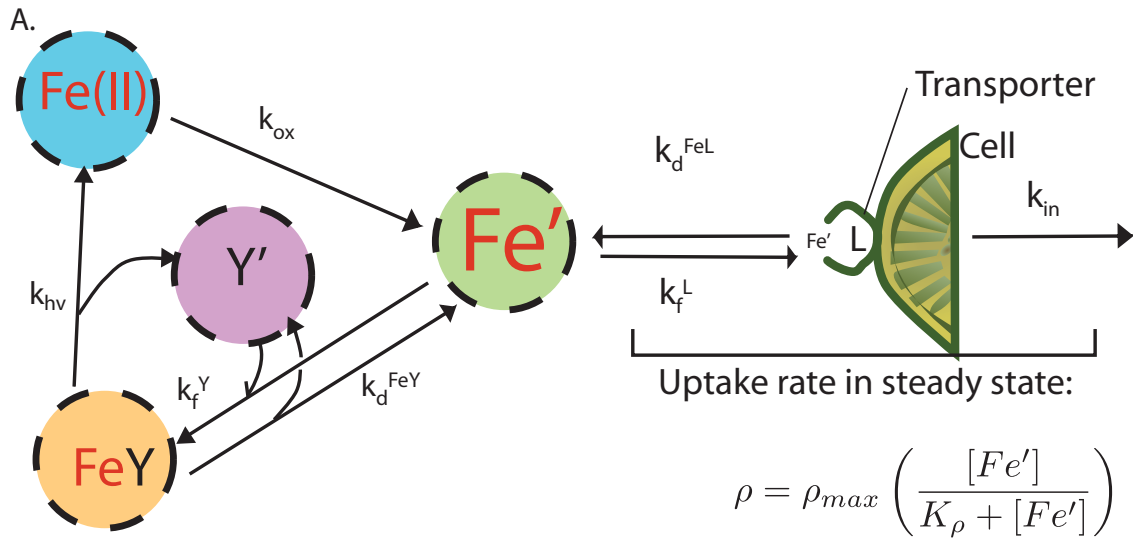 A.
Fe(II)
k_ox
Transporter
Cell
k_d^FeL
k_in
Fe'
Fe' L
Y'
k_hv
k_f^L
k_f^Y
k_d^FeY
Uptake rate in steady state:
FeY
ρ = ρ_max ( [Fe'] / K_ρ + [Fe'] )